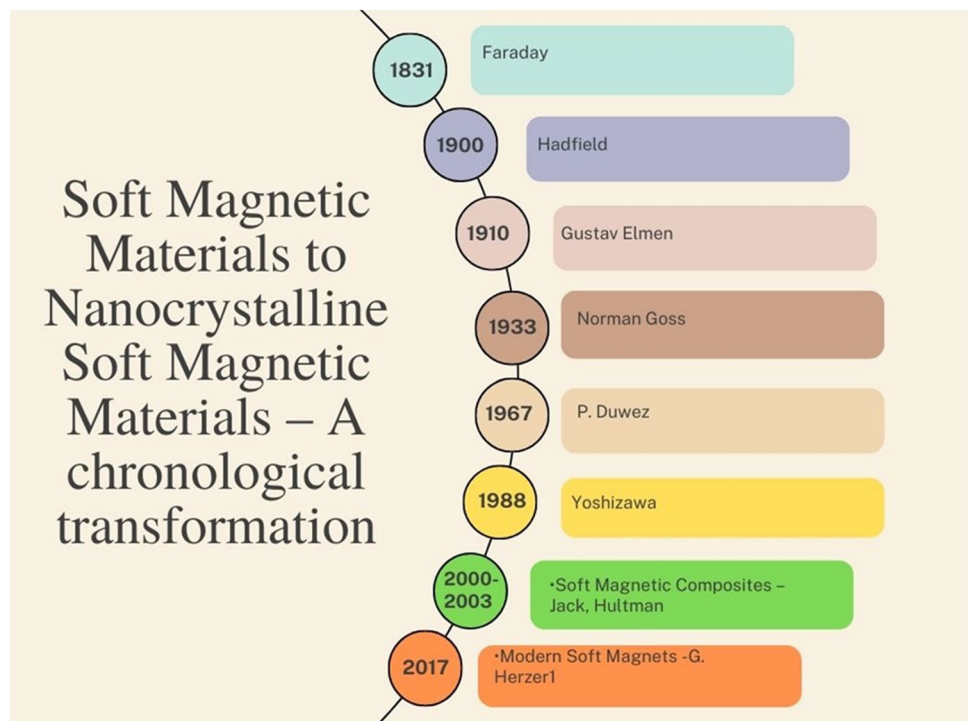 Soft Magnetic
Materials to
Nanocrystalline
Soft Magnetic
Materials – A
chronological
transformation
1831
Faraday
1900
Hadfield
1910
Gustav Elmen
1933
Norman Goss
1967
P. Duwez
1988
Yoshizawa
2000-
2003
•Soft Magnetic Composites –
Jack, Hultman
2017
•Modern Soft Magnets -G.
Herzer1